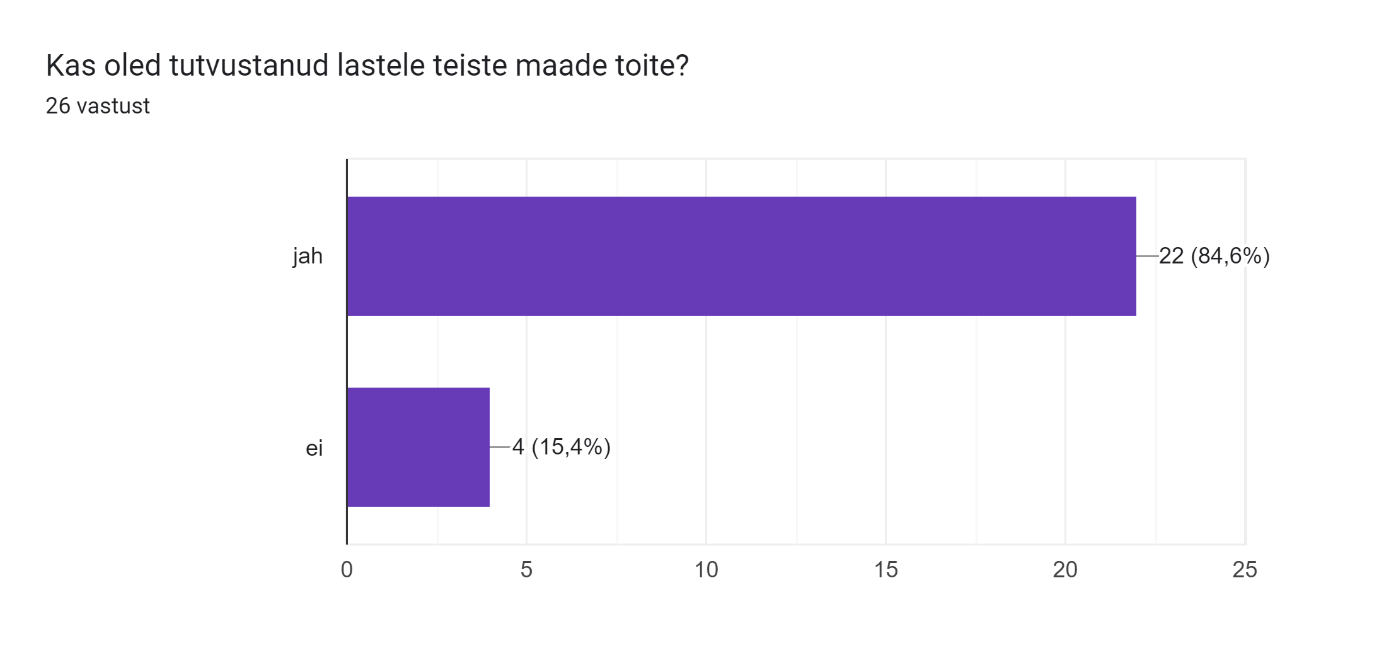 Kas oled tutvustanud lastele teiste maade toite?
26 vastust
jah
22 (84,6%)
ei
4 (15,4%)
0 5 10 15 20 25